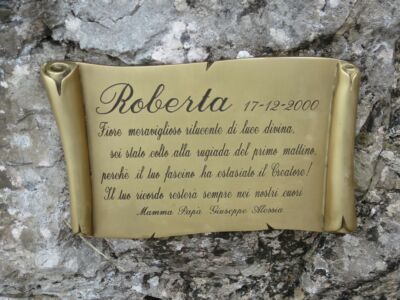 Roberta 17-12-2000
Fiore meraviglioso rilucente di luce divina,
sei stato colto alla rugiada del primo mattino,
perchè il tuo fascino ha estasiato il Creatore!
Il tuo ricordo resterà sempre nei nostri cuori
Mamma Papà Giuseppe Alessia